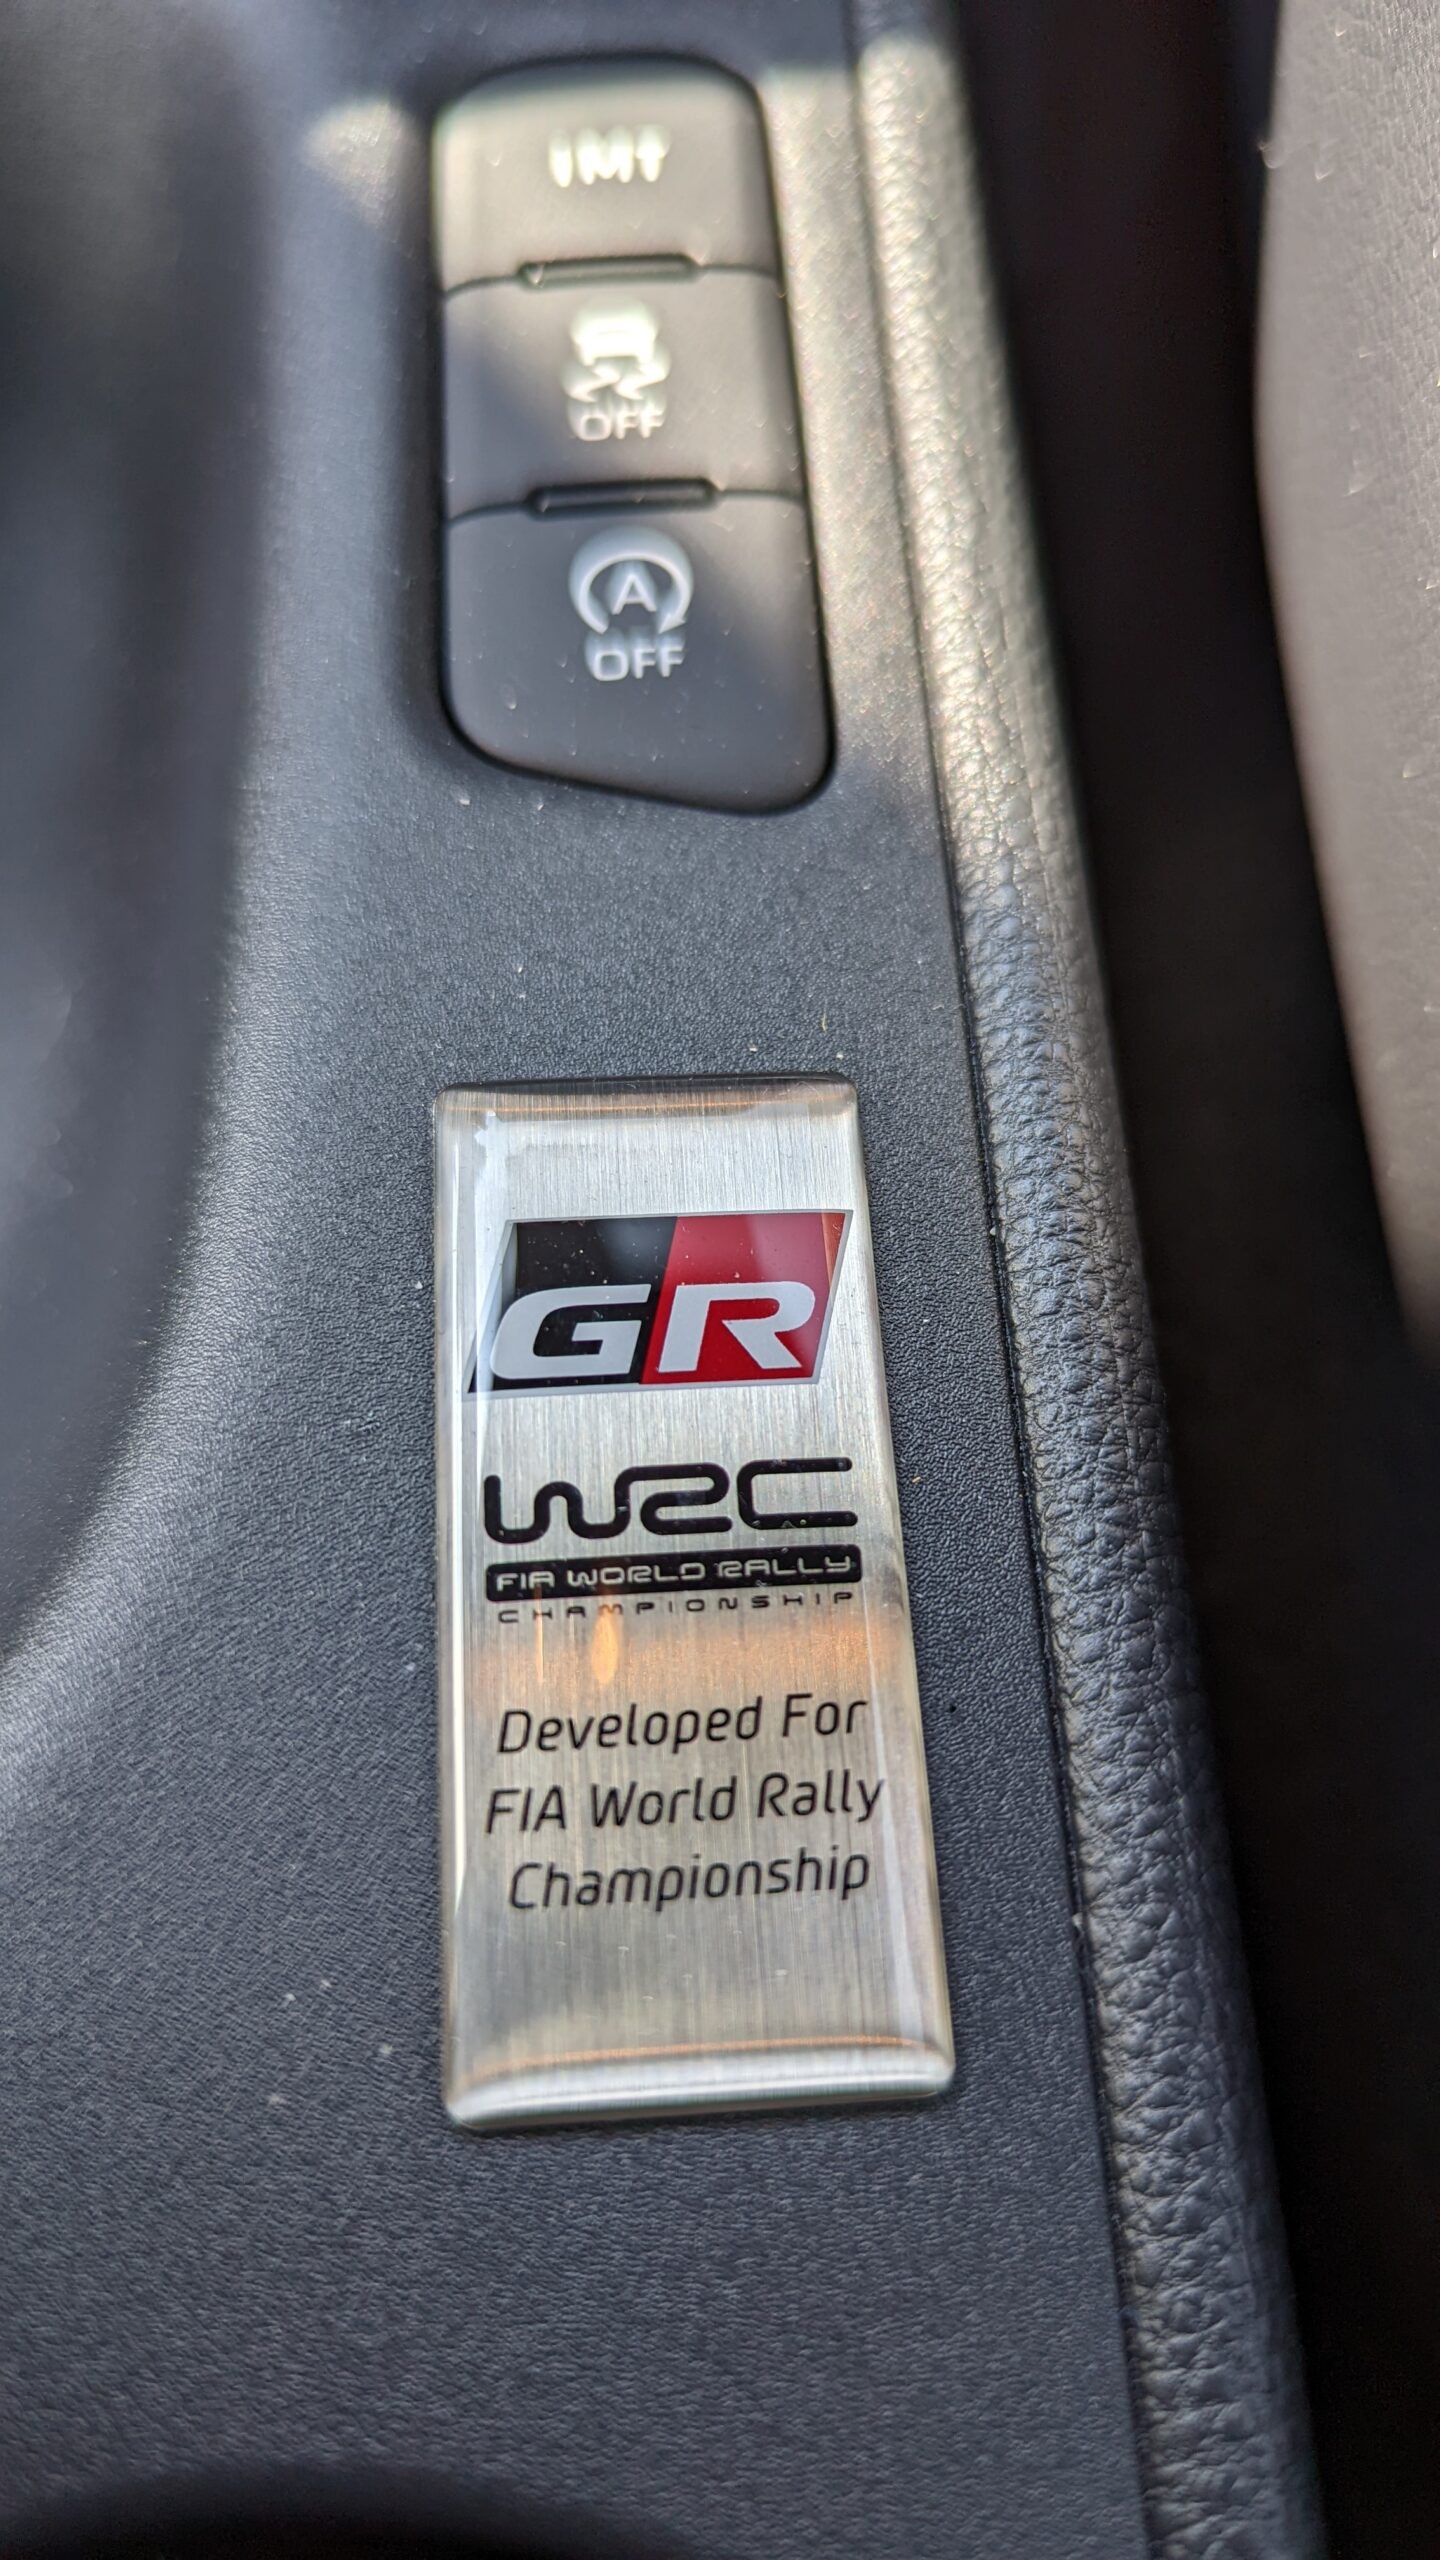 iMT
OFF
A
OFF
GR
WRC
FIA WORLD RALLY
CHAMPIONSHIP
Developed For
FIA World Rally
Championship